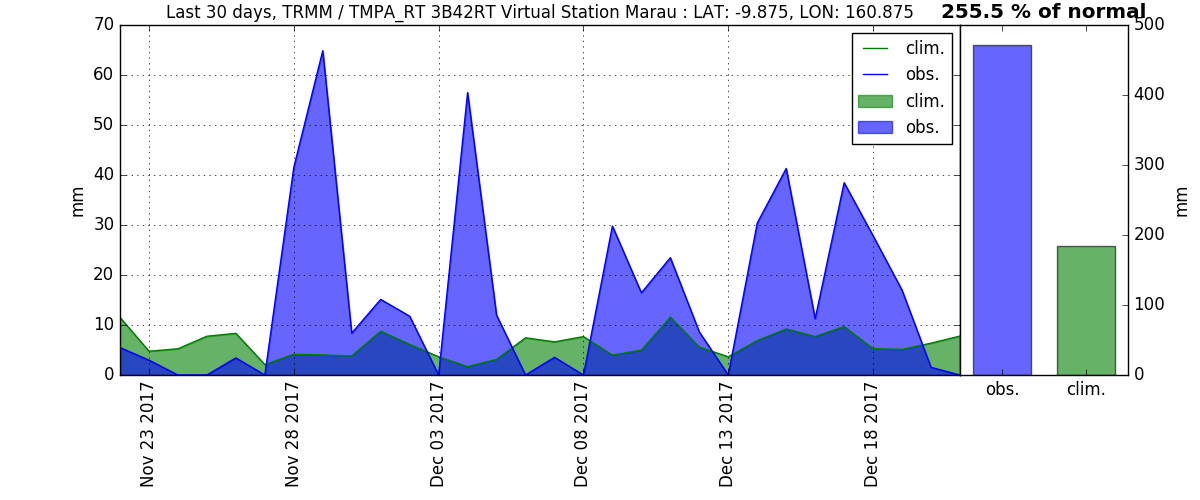 Last 30 days, TRMM / TMPA_RT 3B42RT Virtual Station Marau : LAT: -9.875, LON: 160.875
255.5 % of normal
70
60
50
40
30
20
10
0
mm
clim.
obs.
clim.
obs.
500
400
300
200
100
0
mm
obs.
clim.
Nov 23 2017
Nov 28 2017
Dec 03 2017
Dec 08 2017
Dec 13 2017
Dec 18 2017